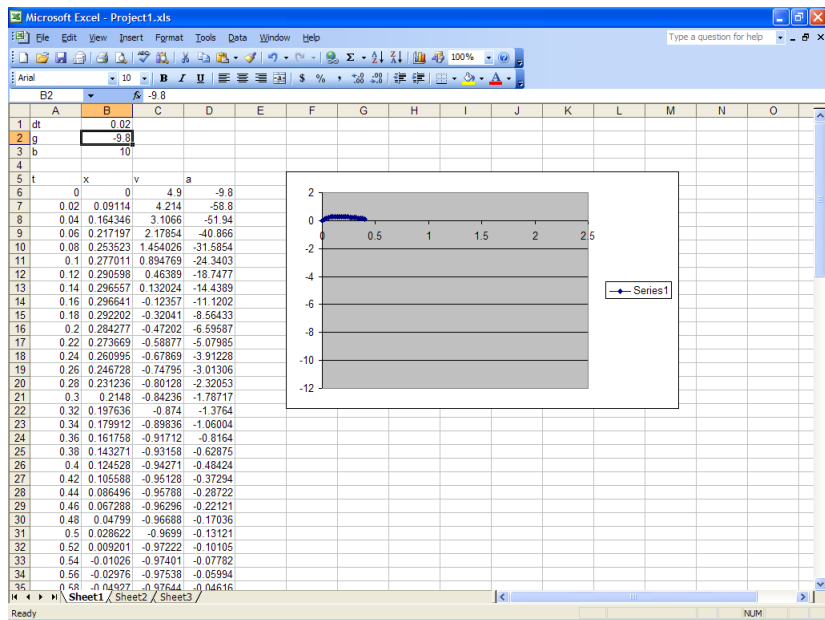 Microsoft Excel - Project1.xls
File Edit View Insert Format Tools Data Window Help Type a question for help
100%
Arial 10 B I U $ % ,
B2 fx -9.8
A B C D E F G H I J K L M N O
1 dt 0.02
2 g -9.8
3 b 10
4
5 t x v a
6 0 0 4.9 -9.8
7 0.02 0.09114 4.214 -58.8
8 0.04 0.164346 3.1066 -51.94
9 0.06 0.217197 2.17854 -40.866
10 0.08 0.253523 1.454026 -31.5854
11 0.1 0.277011 0.894769 -24.3403
12 0.12 0.290598 0.46389 -18.7477
13 0.14 0.296557 0.132024 -14.4389
14 0.16 0.296641 -0.12357 -11.1202
15 0.18 0.292202 -0.32041 -8.56433
16 0.2 0.284277 -0.47202 -6.59587
17 0.22 0.273669 -0.58877 -5.07985
18 0.24 0.260995 -0.67869 -3.91228
19 0.26 0.246728 -0.74795 -3.01306
20 0.28 0.231236 -0.80128 -2.32053
21 0.3 0.2148 -0.84236 -1.78717
22 0.32 0.197636 -0.874 -1.3764
23 0.34 0.179912 -0.89836 -1.06004
24 0.36 0.161758 -0.91712 -0.8164
25 0.38 0.143271 -0.93158 -0.62875
26 0.4 0.124528 -0.94271 -0.48424
27 0.42 0.105588 -0.95128 -0.37294
28 0.44 0.086496 -0.95788 -0.28722
29 0.46 0.067288 -0.96296 -0.22121
30 0.48 0.04799 -0.96688 -0.17036
31 0.5 0.028622 -0.9699 -0.13121
32 0.52 0.009201 -0.97222 -0.10105
33 0.54 -0.01026 -0.97401 -0.07782
34 0.56 -0.02976 -0.97538 -0.05994
35 0.58 -0.04927 -0.97644 -0.04616
2
0
0 0.5 1 1.5 2 2.5
-2
-4
Series1
-6
-8
-10
-12
Sheet1 Sheet2 Sheet3
Ready NUM